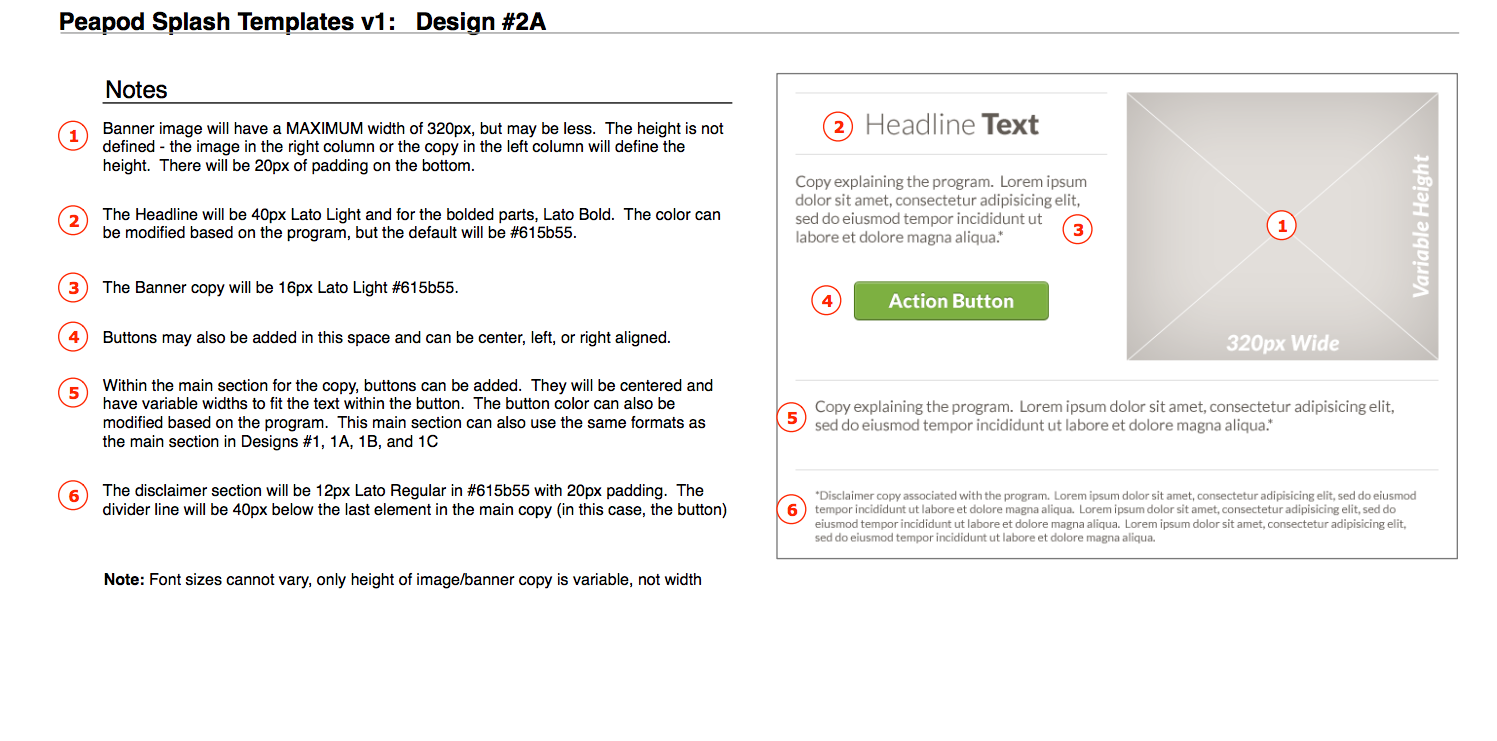 Peapod Splash Templates v1:   Design #2A
Notes
1
Banner image will have a MAXIMUM width of 320px, but may be less.  The height is not
defined - the image in the right column or the copy in the left column will define the
height.  There will be 20px of padding on the bottom.
2
The Headline will be 40px Lato Light and for the bolded parts, Lato Bold.  The color can
be modified based on the program, but the default will be #615b55.
3
The Banner copy will be 16px Lato Light #615b55.
4
Buttons may also be added in this space and can be center, left, or right aligned.
5
Within the main section for the copy, buttons can be added.  They will be centered and
have variable widths to fit the text within the button.  The button color can also be
modified based on the program.  This main section can also use the same formats as
the main section in Designs #1, 1A, 1B, and 1C
6
The disclaimer section will be 12px Lato Regular in #615b55 with 20px padding.  The
divider line will be 40px below the last element in the main copy (in this case, the button)
Note: Font sizes cannot vary, only height of image/banner copy is variable, not width
2
Headline Text
Copy explaining the program.  Lorem ipsum
dolor sit amet, consectetur adipisicing elit,
sed do eiusmod tempor incididunt ut
labore et dolore magna aliqua.*
3
4
Action Button
1
Variable Height
320px Wide
5
Copy explaining the program.  Lorem ipsum dolor sit amet, consectetur adipisicing elit,
sed do eiusmod tempor incididunt ut labore et dolore magna aliqua.*
6
*Disclaimer copy associated with the program.  Lorem ipsum dolor sit amet, consectetur adipisicing elit, sed do eiusmod
tempor incididunt ut labore et dolore magna aliqua.  Lorem ipsum dolor sit amet, consectetur adipisicing elit, sed do
eiusmod tempor incididunt ut labore et dolore magna aliqua.  Lorem ipsum dolor sit amet, consectetur adipisicing elit,
sed do eiusmod tempor incididunt ut labore et dolore magna aliqua.